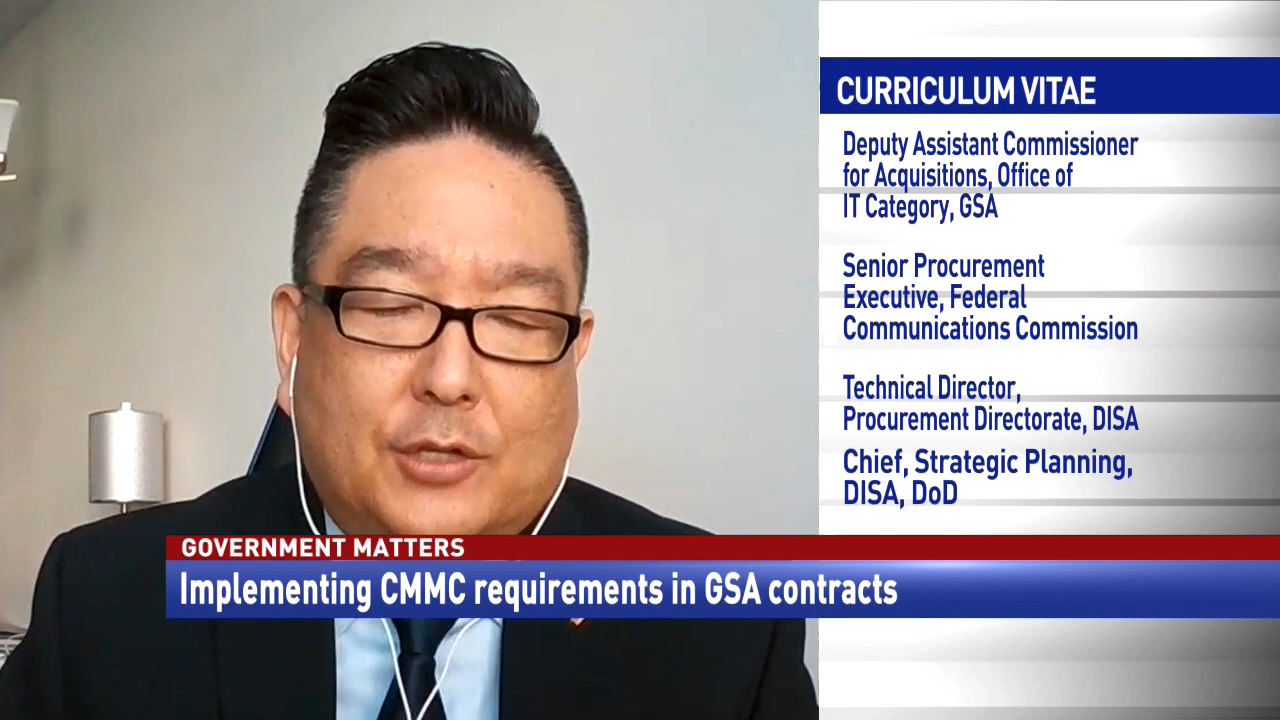 CURRICULUM VITAE
Deputy Assistant Commissioner
for Acquisitions, Office of
IT Category, GSA
Senior Procurement
Executive, Federal
Communications Commission
Technical Director,
Procurement Directorate, DISA
Chief, Strategic Planning,
DISA, DoD
GOVERNMENT MATTERS
Implementing CMMC requirements in GSA contracts